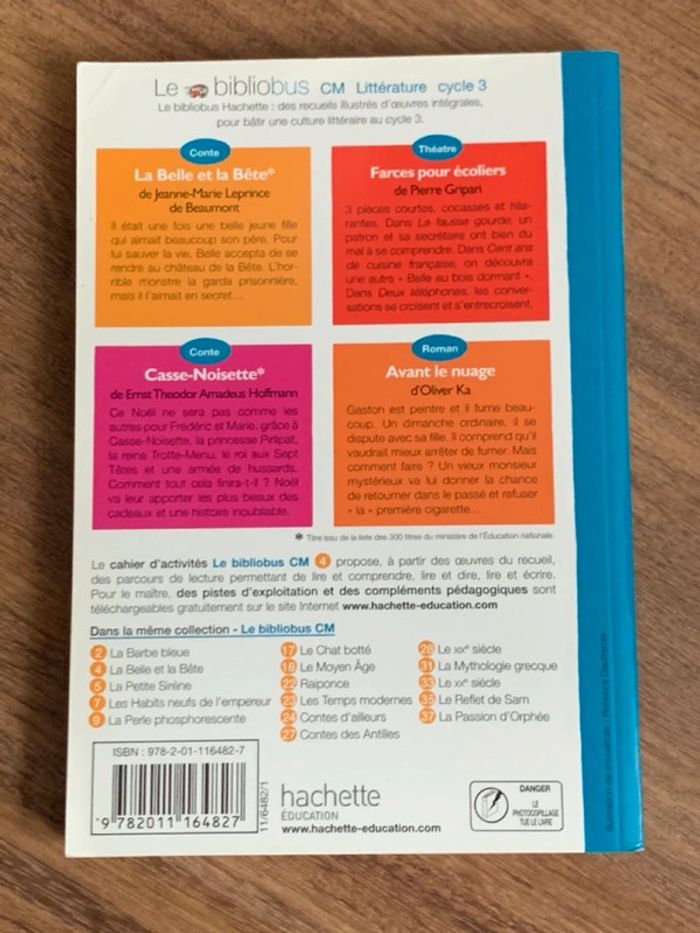 Le bibliobus CM Littérature cycle 3
Le bibliobus Hachette : des recueils illustrés d'œuvres intégrales,
pour bâtir une culture littéraire au cycle 3.
Conte
La Belle et la Bête*
de Jeanne-Marie Leprince
de Beaumont
Il était une fois une belle jeune fille
qui aimait beaucoup son père. Pour
lui sauver la vie, Belle accepta de se
rendre au château de la Bête. L'hor-
rible monstre la garda prisonnière,
mais il l'aimait en secret...
Théatre
Farces pour écoliers
de Pierre Gripari
3 pièces courtes, cocasses et hila-
rantes. Dans La fausse gourde, un
patron et sa secrétaire ont bien du
mal à se comprendre. Dans Cent ans
de cuisine française, on découvre
une autre « Belle au bois dormant ».
Dans Deux téléphones, les conver-
sations se croisent et s'entrecroisent.
Conte
Casse-Noisette*
de Ernst Theodor Amadeus Hoffmann
Ce Noël ne sera pas comme les
autres pour Frédéric et Marie, grâce à
Casse-Noisette, la princesse Pirlipat,
la reine Trotte-Menu, le roi aux Sept
Têtes et une armée de hussards.
Comment tout cela finira-t-il ? Noël
va leur apporter les plus beaux des
cadeaux et une histoire inoubliable.
Roman
Avant le nuage
d'Oliver Ka
Gaston est peintre et il fume beau-
coup. Un dimanche ordinaire, il se
dispute avec sa fille. Il comprend qu'il
vaudrait mieux arrêter de fumer. Mais
comment faire ? Un vieux monsieur
mystérieux va lui donner la chance
de retourner dans le passé et refuser
« la » première cigarette...
* Titre issu de la liste des 300 titres du ministère de l'Éducation nationale.
Le cahier d'activités Le bibliobus CM 4 propose, à partir des œuvres du recueil,
des parcours de lecture permettant de lire et comprendre, lire et dire, lire et écrire.
Pour le maître, des pistes d'exploitation et des compléments pédagogiques sont
téléchargeables gratuitement sur le site Internet www.hachette-education.com
Dans la même collection - Le bibliobus CM
2 La Barbe bleue
4 La Belle et la Bête
5 La Petite Sirène
7 Les Habits neufs de l'empereur
9 La Perle phosphorescente
17 Le Chat botté
18 Le Moyen Âge
22 Raiponce
23 Les Temps modernes
24 Contes d'ailleurs
27 Contes des Antilles
28 Le XIXe siècle
31 La Mythologie grecque
33 Le XXe siècle
35 Le Reflet de Sam
37 La Passion d'Orphée
ISBN : 978-2-01-116482-7
9 782011 164827
11/6482/1
hachette
ÉDUCATION
www.hachette-education.com
DANGER
LE
PHOTOCOPILLAGE
TUE LE LIVRE
Illustration de couverture : Rébecca Dautremer